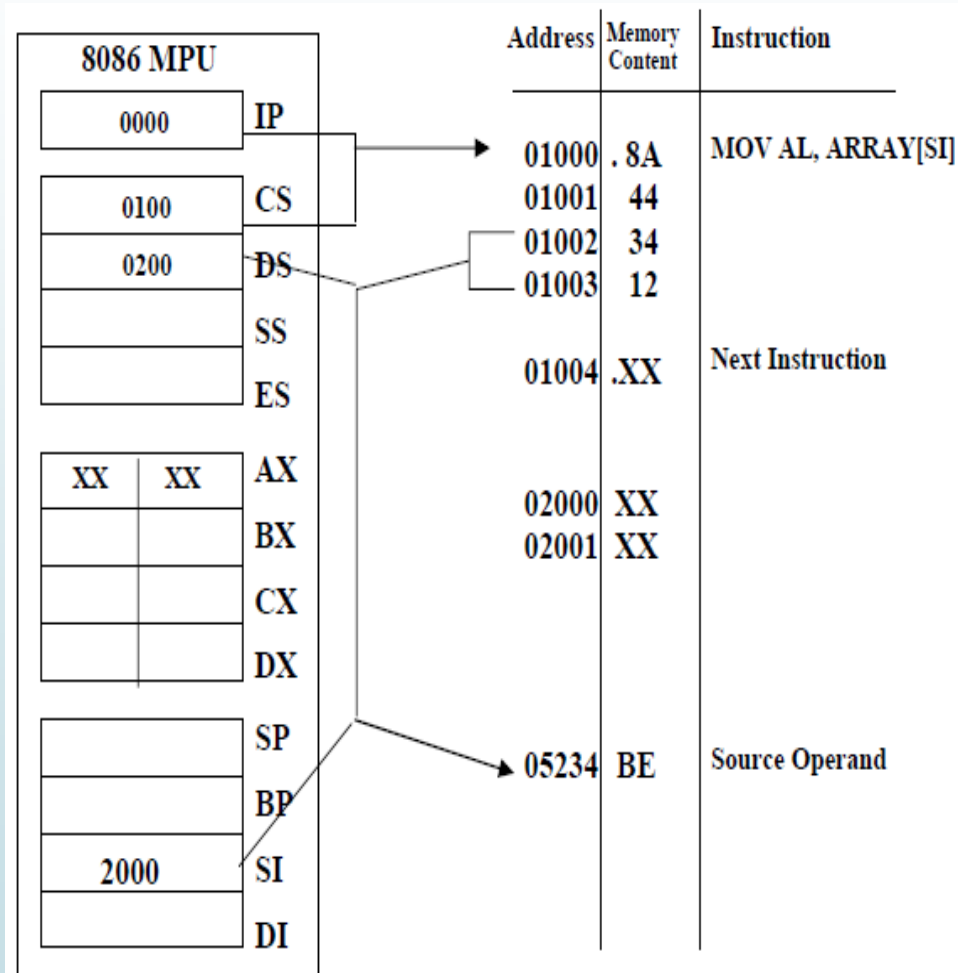 8086 MPU
0000 IP
0100 CS
0200 DS
SS
ES
XX XX AX
BX
CX
DX
SP
BP
2000 SI
DI
Address Memory Content Instruction
01000 . 8A MOV AL, ARRAY[SI]
01001 44
01002 34
01003 12
01004 .XX Next Instruction
02000 XX
02001 XX
05234 BE Source Operand